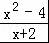 x² − 4
x+2